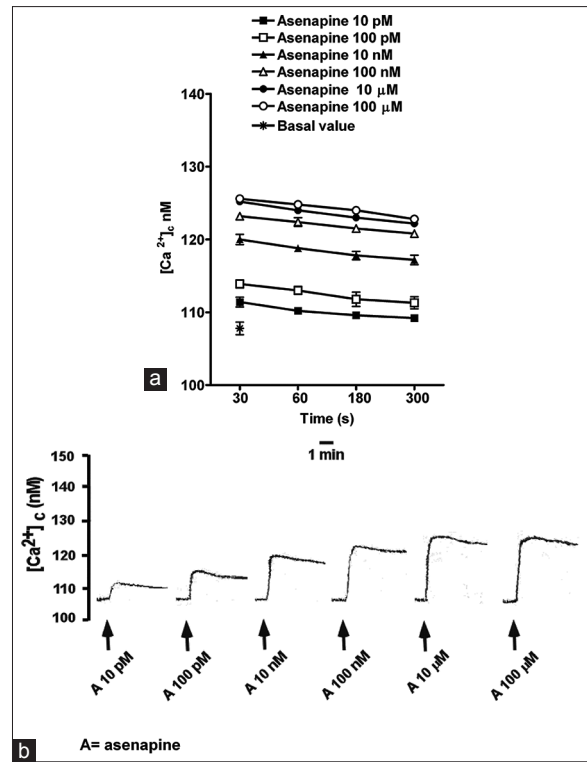 Asenapine 10 pM
Asenapine 100 pM
Asenapine 10 nM
Asenapine 100 nM
Asenapine 10 µM
Asenapine 100 µM
Basal value
140
130
125
120
110
100
[Ca 2+]c nM
30 60 180 300
Time (s)
a
1 min
150
140
130
120
110
100
[Ca2+] c (nM)
A 10 pM
A 100 pM
A 10 nM
A 100 nM
A 10 µM
A 100 µM
A= asenapine
b